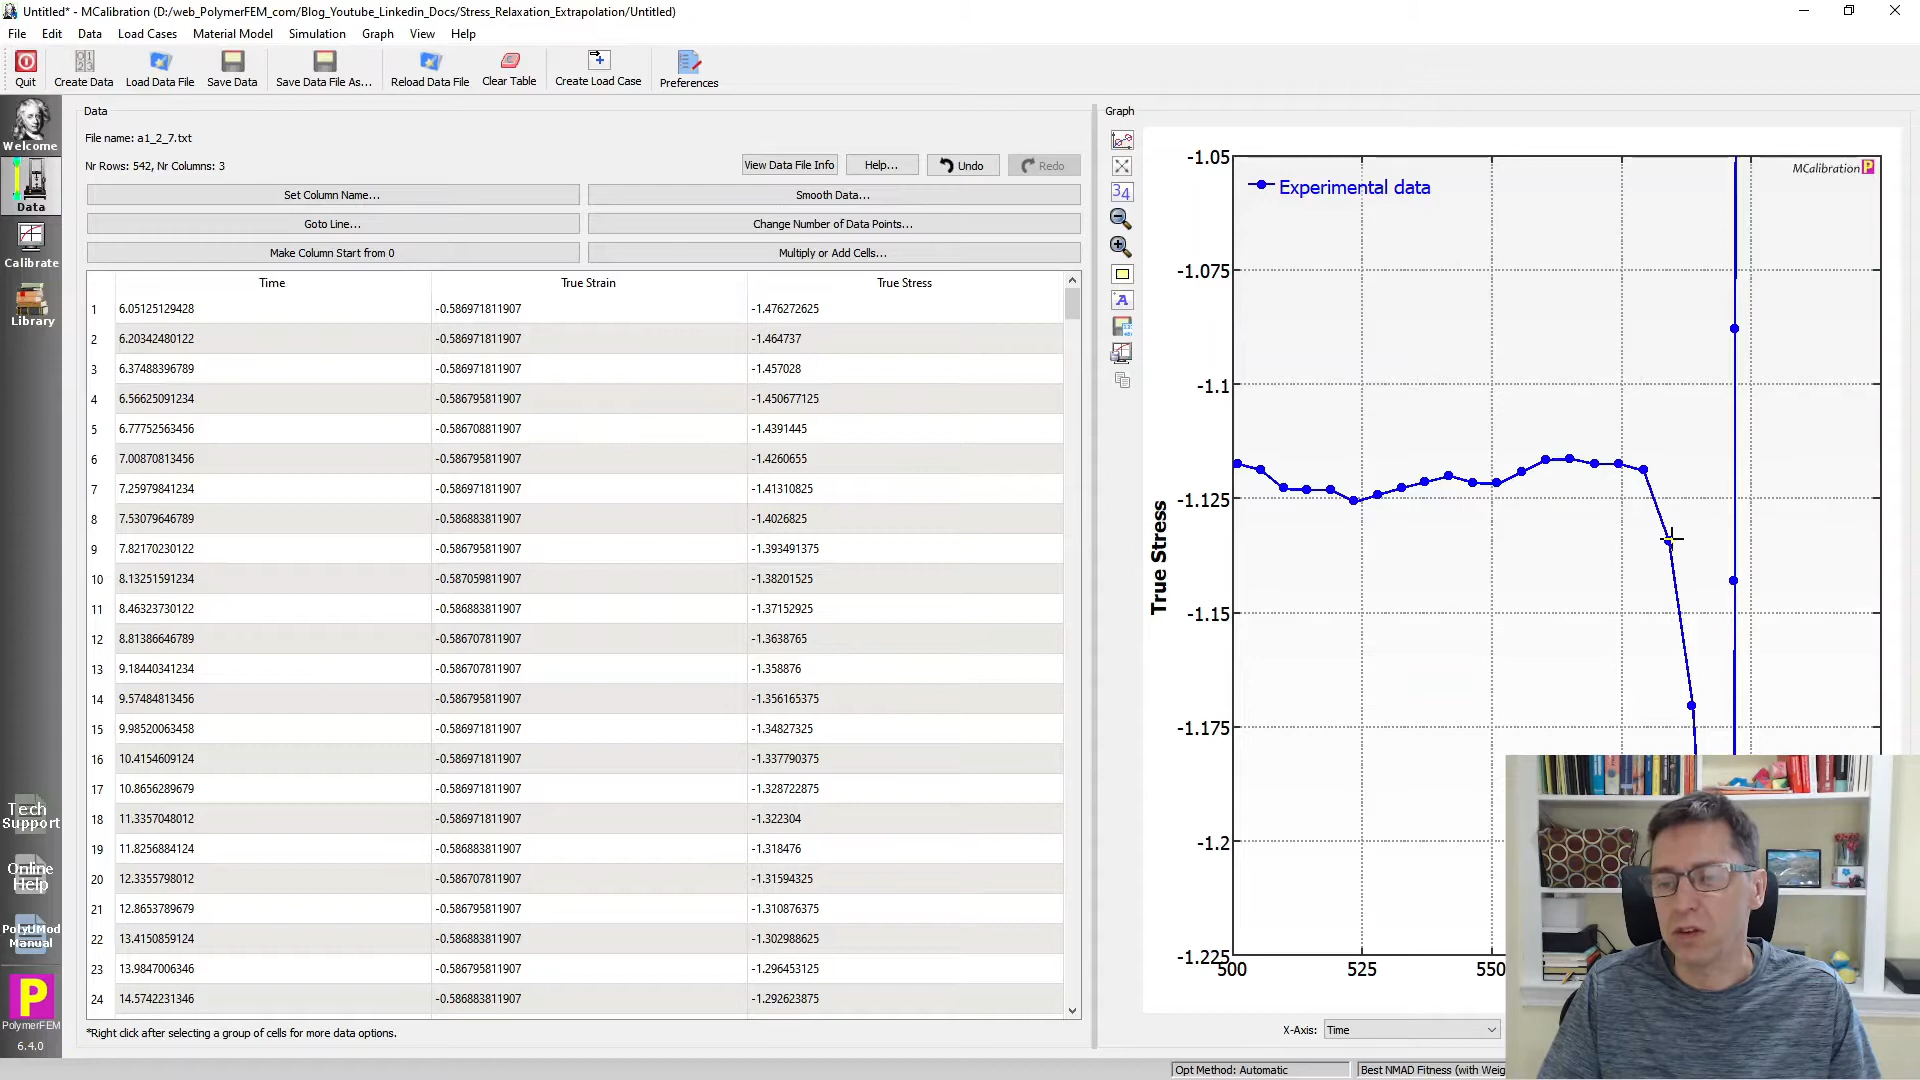 Untitled* - MCalibration (D:/web_PolymerFEM_com/Blog_Youtube_Linkedin_Docs/Stress_Relaxation_Extrapolation/Untitled)
File Edit Data Load Cases Material Model Simulation Graph View Help
Quit Create Data Load Data File Save Data Save Data File As... Reload Data File Clear Table Create Load Case Preferences
Welcome
Data
Calibrate
Library
Tech Support
Online Help
PolyUMod Manual
PolymerFEM
6.4.0
Data
File name: a1_2_7.txt
Nr Rows: 542, Nr Columns: 3
View Data File Info Help... Undo Redo
Set Column Name... Smooth Data...
Goto Line... Change Number of Data Points...
Make Column Start from 0 Multiply or Add Cells...
Time True Strain True Stress
1 6.05125129428 -0.586971811907 -1.476272625
2 6.20342480122 -0.586971811907 -1.464737
3 6.37488396789 -0.586971811907 -1.457028
4 6.56625091234 -0.586795811907 -1.450677125
5 6.77752563456 -0.586708811907 -1.4391445
6 7.00870813456 -0.586795811907 -1.4260655
7 7.25979841234 -0.586883811907 -1.41310825
8 7.53079646789 -0.586883811907 -1.4026825
9 7.82170230122 -0.586795811907 -1.393491375
10 8.13251591234 -0.587059811907 -1.38201525
11 8.46323730122 -0.586883811907 -1.37152925
12 8.81386646789 -0.586707811907 -1.3638765
13 9.18440341234 -0.586707811907 -1.358876
14 9.57484813456 -0.586795811907 -1.356165375
15 9.98520063458 -0.586971811907 -1.34827325
16 10.4154609124 -0.586971811907 -1.337790375
17 10.8656289679 -0.586971811907 -1.328722875
18 11.3357048012 -0.586971811907 -1.322304
19 11.8256884124 -0.586883811907 -1.318476
20 12.3355798012 -0.586707811907 -1.31594325
21 12.8653789679 -0.586795811907 -1.310876375
22 13.4150859124 -0.586883811907 -1.302988625
23 13.9847006346 -0.586795811907 -1.296453125
24 14.5742231346 -0.586883811907 -1.292623875
*Right click after selecting a group of cells for more data options.
Graph
34
A
MCalibration P
Experimental data
True Stress
-1.05
-1.075
-1.1
-1.125
-1.15
-1.175
-1.2
-1.225
500 525 550
X-Axis: Time
Opt Method: Automatic Best NMAD Fitness (with Weig